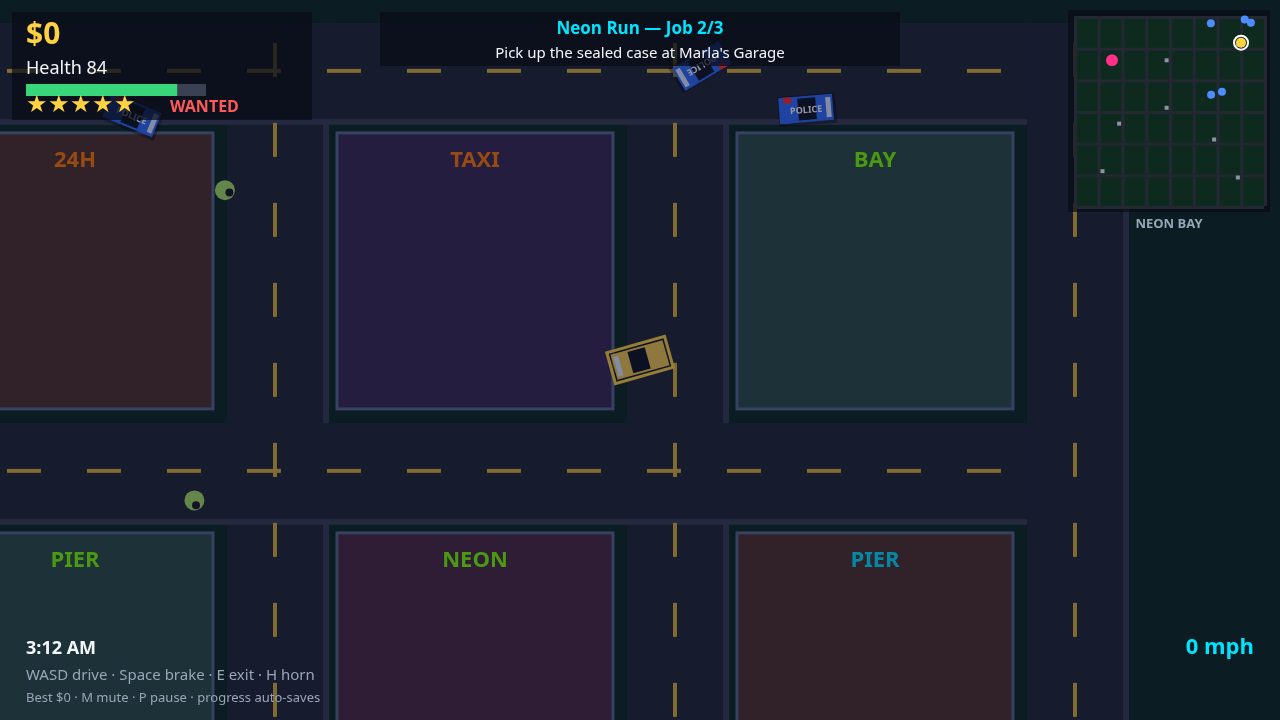 $0
Health 84
★★★★★ WANTED
Neon Run — Job 2/3
Pick up the sealed case at Marla's Garage
POLICE
POLICE
POLICE
24H
TAXI
BAY
NEON BAY
PIER
NEON
PIER
3:12 AM
WASD drive · Space brake · E exit · H horn
Best $0 · M mute · P pause · progress auto-saves
0 mph